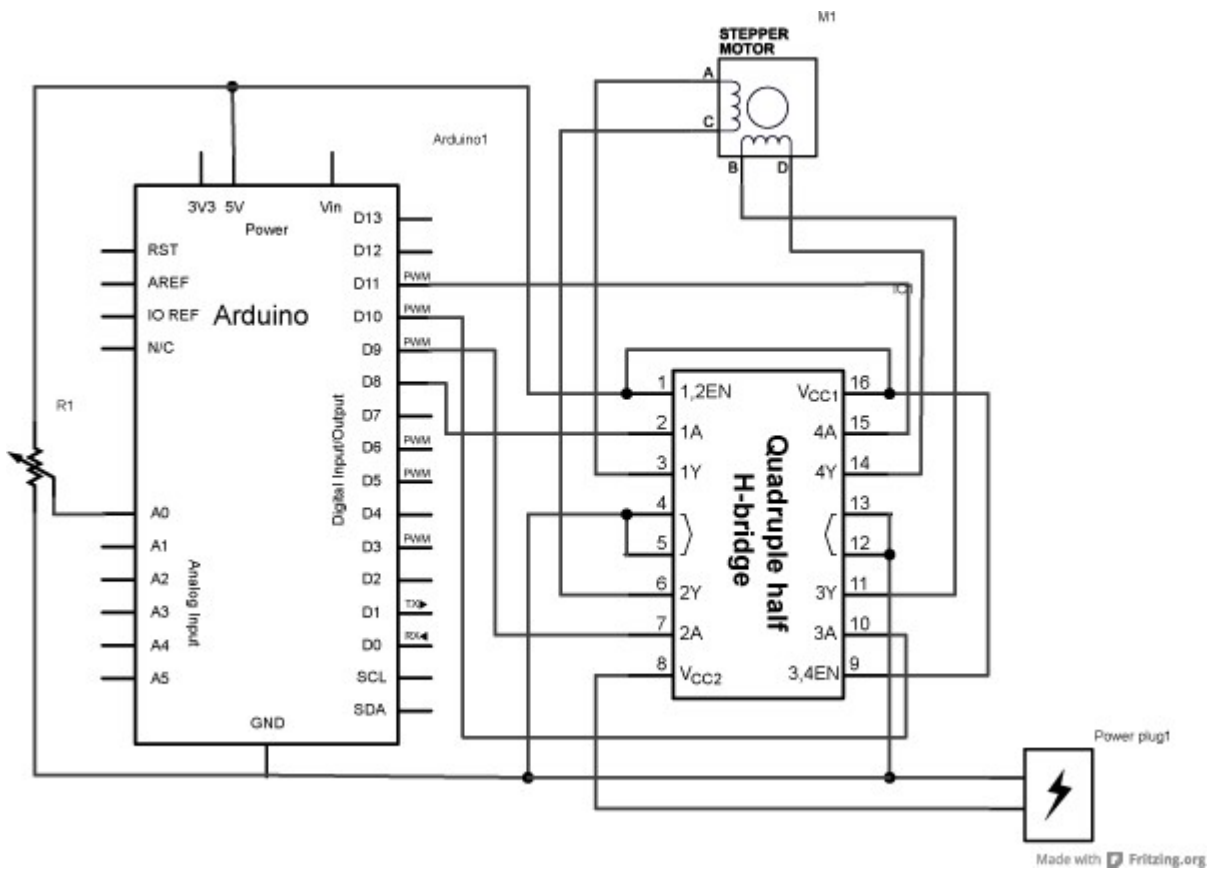 M1
STEPPER
MOTOR
A
C
B
D
Arduino1
3V3 5V Vin
Power
D13
RST
D12
AREF
D11 PWM
IO REF
Arduino
D10 PWM
N/C
D9 PWM
D8
D7
D6 PWM
D5 PWM
D4
D3 PWM
D2
D1 TX
D0 RX
SCL
SDA
Digital Input/Output
R1
A0
A1
A2
A3
A4
A5
Analog Input
GND
1 1,2EN
2 1A
3 1Y
4
5
6 2Y
7 2A
8 VCC2
Quadruple half
H-bridge
VCC1 16
4A 15
4Y 14
13
12
3Y 11
3A 10
3,4EN 9
Power plug1
Made with Fritzing.org